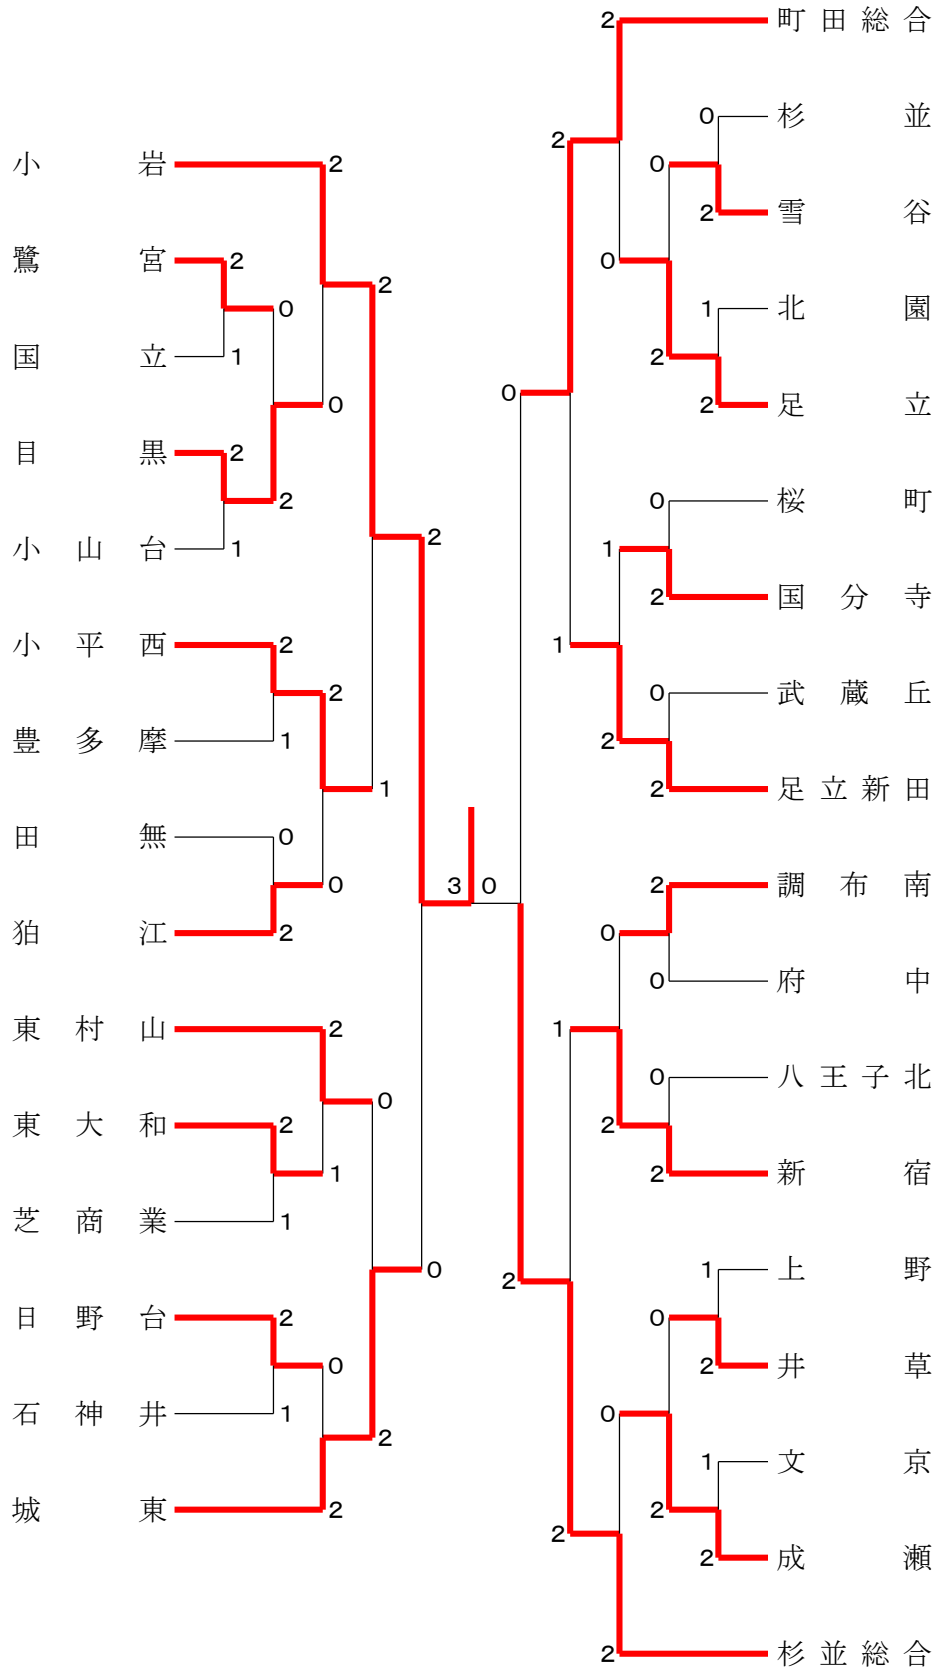 2 町田総合
0 杉並
2 0
小岩 2
2 雪谷
鷺宮 2 0
2
0 1 北園
国立 1 2
0 2 足立
0
目黒 2
2 0 桜町
小山台 1 2 1
2 国分寺
小平西 2 1
2 0 武蔵丘
豊多摩 1 2
1 2 足立新田
田無 0
0 3 0 2 調布南
狛江 2 0
0 府中
東村山 2 1
0 0 八王子北
東大和 2 2
1 2 新宿
芝商業 1
0 2 1 上野
日野台 2 0
0 2 井草
石神井 1 0
2 1 文京
城東 2 2
2 2 成瀬
2 杉並総合